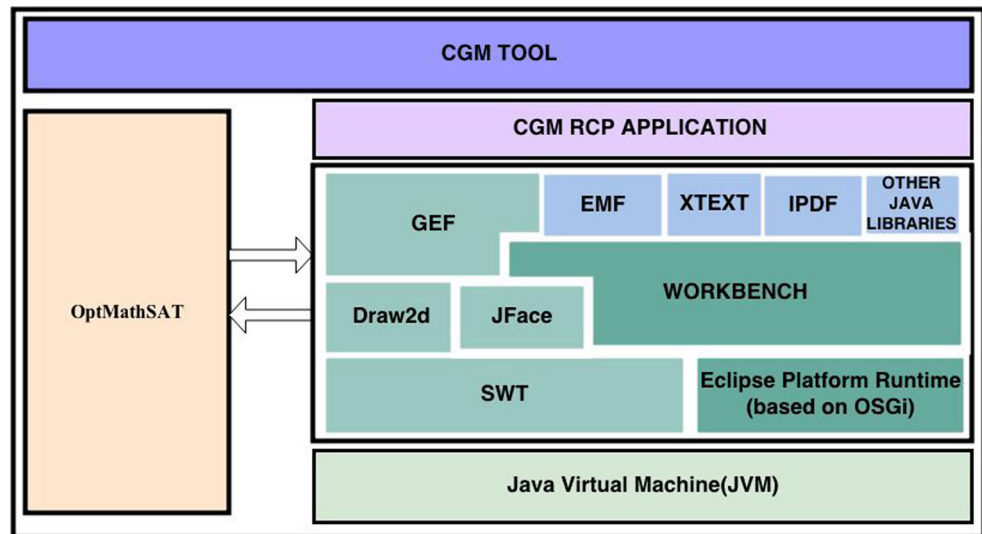 CGM TOOL
CGM RCP APPLICATION
GEF
EMF
XTEXT
IPDF
OTHER
JAVA
LIBRARIES
OptMathSAT
WORKBENCH
Draw2d
JFace
SWT
Eclipse Platform Runtime
(based on OSGi)
Java Virtual Machine(JVM)